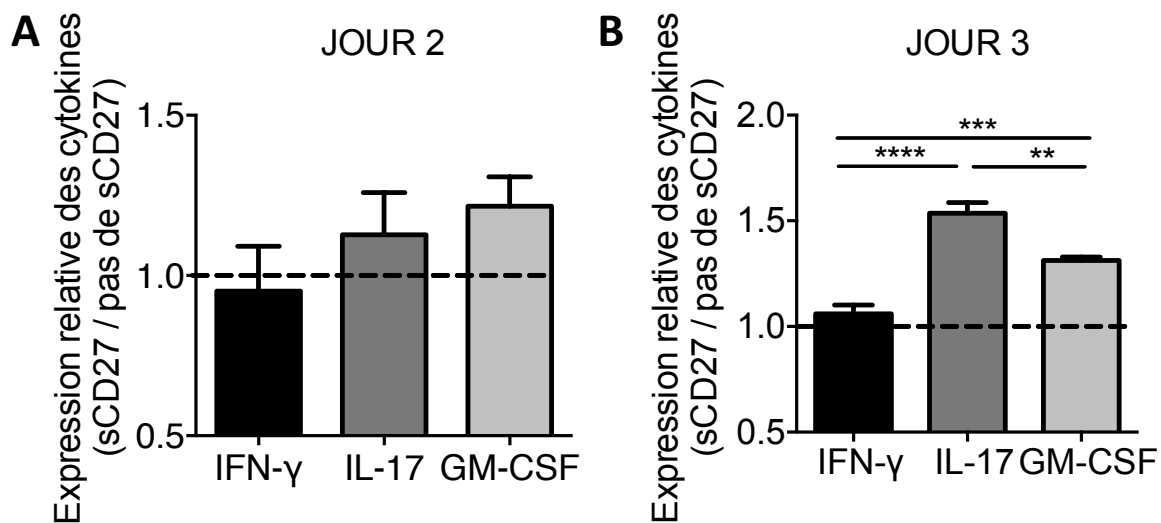 A
JOUR 2
Expression relative des cytokines
(sCD27 / pas de sCD27)
1.5
1.0
0.5
IFN-γ IL-17 GM-CSF
B
JOUR 3
Expression relative des cytokines
(sCD27 / pas de sCD27)
2.0
1.5
1.0
0.5
***
**** **
IFN-γ IL-17 GM-CSF